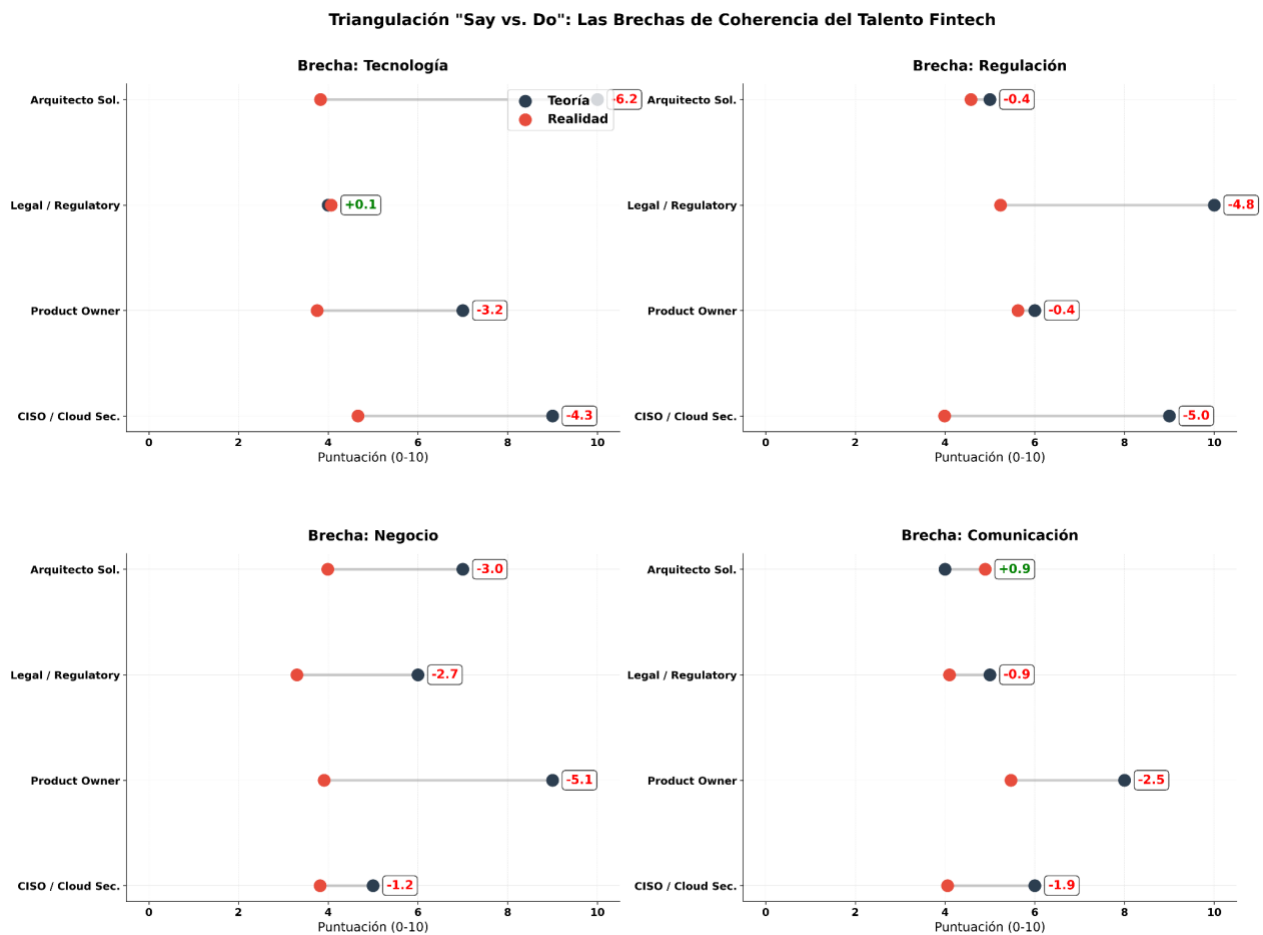 Triangulación "Say vs. Do": Las Brechas de Coherencia del Talento Fintech
Brecha: Tecnología
Arquitecto Sol.
Legal / Regulatory
Product Owner
CISO / Cloud Sec.
Teoría
Realidad
-6.2
+0.1
-3.2
-4.3
0 2 4 6 8 10
Puntuación (0-10)
Brecha: Regulación
Arquitecto Sol.
Legal / Regulatory
Product Owner
CISO / Cloud Sec.
-0.4
-4.8
-0.4
-5.0
0 2 4 6 8 10
Puntuación (0-10)
Brecha: Negocio
Arquitecto Sol.
Legal / Regulatory
Product Owner
CISO / Cloud Sec.
-3.0
-2.7
-5.1
-1.2
0 2 4 6 8 10
Puntuación (0-10)
Brecha: Comunicación
Arquitecto Sol.
Legal / Regulatory
Product Owner
CISO / Cloud Sec.
+0.9
-0.9
-2.5
-1.9
0 2 4 6 8 10
Puntuación (0-10)